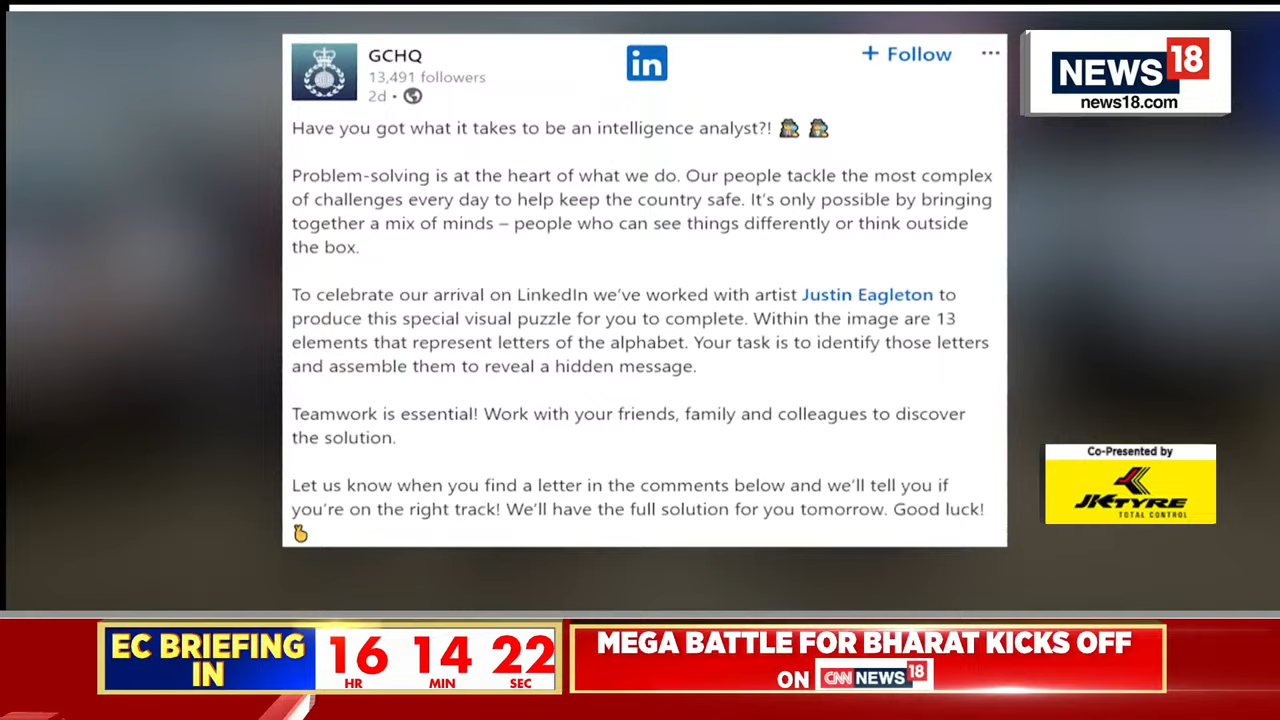 GCHQ
13,491 followers
2d •
in
+ Follow
...
Have you got what it takes to be an intelligence analyst?!
Problem-solving is at the heart of what we do. Our people tackle the most complex
of challenges every day to help keep the country safe. It's only possible by bringing
together a mix of minds – people who can see things differently or think outside
the box.
To celebrate our arrival on LinkedIn we've worked with artist Justin Eagleton to
produce this special visual puzzle for you to complete. Within the image are 13
elements that represent letters of the alphabet. Your task is to identify those letters
and assemble them to reveal a hidden message.
Teamwork is essential! Work with your friends, family and colleagues to discover
the solution.
Let us know when you find a letter in the comments below and we'll tell you if
you're on the right track! We'll have the full solution for you tomorrow. Good luck!
NEWS 18
news18.com
Co-Presented by
JK TYRE
TOTAL CONTROL
EC BRIEFING
IN
16 14 22
HR MIN SEC
MEGA BATTLE FOR BHARAT KICKS OFF
ON CNN NEWS 18